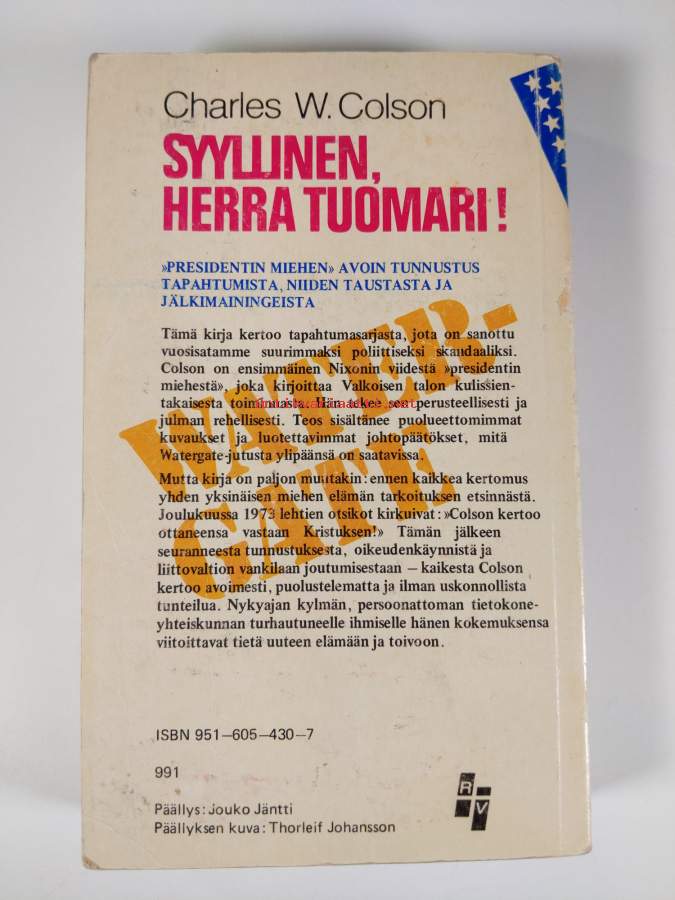 Charles W. Colson
SYYLLINEN,
HERRA TUOMARI!
»PRESIDENTIN MIEHEN» AVOIN TUNNUSTUS
TAPAHTUMISTA, NIIDEN TAUSTASTA JA
JÄLKIMAININGEISTA
WATER-
GATE
Tämä kirja kertoo tapahtumasarjasta, jota on sanottu
vuosisatamme suurimmaksi poliittiseksi skandaaliksi.
Colson on ensimmäinen Nixonin viidestä »presidentin
miehestä», joka kirjoittaa Valkoisen talon kulissien-
takaisesta toiminnasta. Hän tekee sen perusteellisesti ja
julman rehellisesti. Teos sisältänee puolueettomimmat
kuvaukset ja luotettavimmat johtopäätökset, mitä
Watergate-jutusta ylipäänsä on saatavissa.
Mutta kirja on paljon muutakin: ennen kaikkea kertomus
yhden yksinäisen miehen elämän tarkoituksen etsinnästä.
Joulukuussa 1973 lehtien otsikot kirkuivat: »Colson kertoo
ottaneensa vastaan Kristuksen!» Tämän jälkeen
seuranneesta tunnustuksesta, oikeudenkäynnistä ja
liittovaltion vankilaan joutumisestaan – kaikesta Colson
kertoo avoimesti, puolustelematta ja ilman uskonnollista
tunteilua. Nykyajan kylmän, persoonattoman tietokone-
yhteiskunnan turhautuneelle ihmiselle hänen kokemuksensa
viitoittavat tietä uuteen elämään ja toivoon.
ISBN 951–605–430–7
991
Päällys: Jouko Jäntti
Päällyksen kuva: Thorleif Johansson
R
V